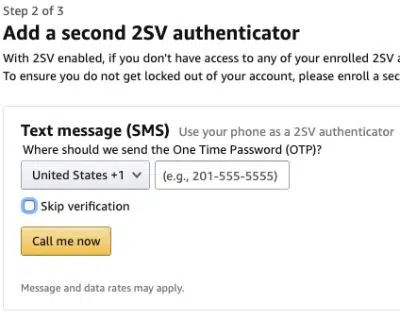 Step 2 of 3
Add a second 2SV authenticator
With 2SV enabled, if you don't have access to any of your enrolled 2SV
To ensure you do not get locked out of your account, please enroll a
Text message (SMS) Use your phone as a 2SV authenticator
Where should we send the One Time Password (OTP)?
United States +1 (e.g., 201-555-5555)
Skip verification
Call me now
Message and data rates may apply.